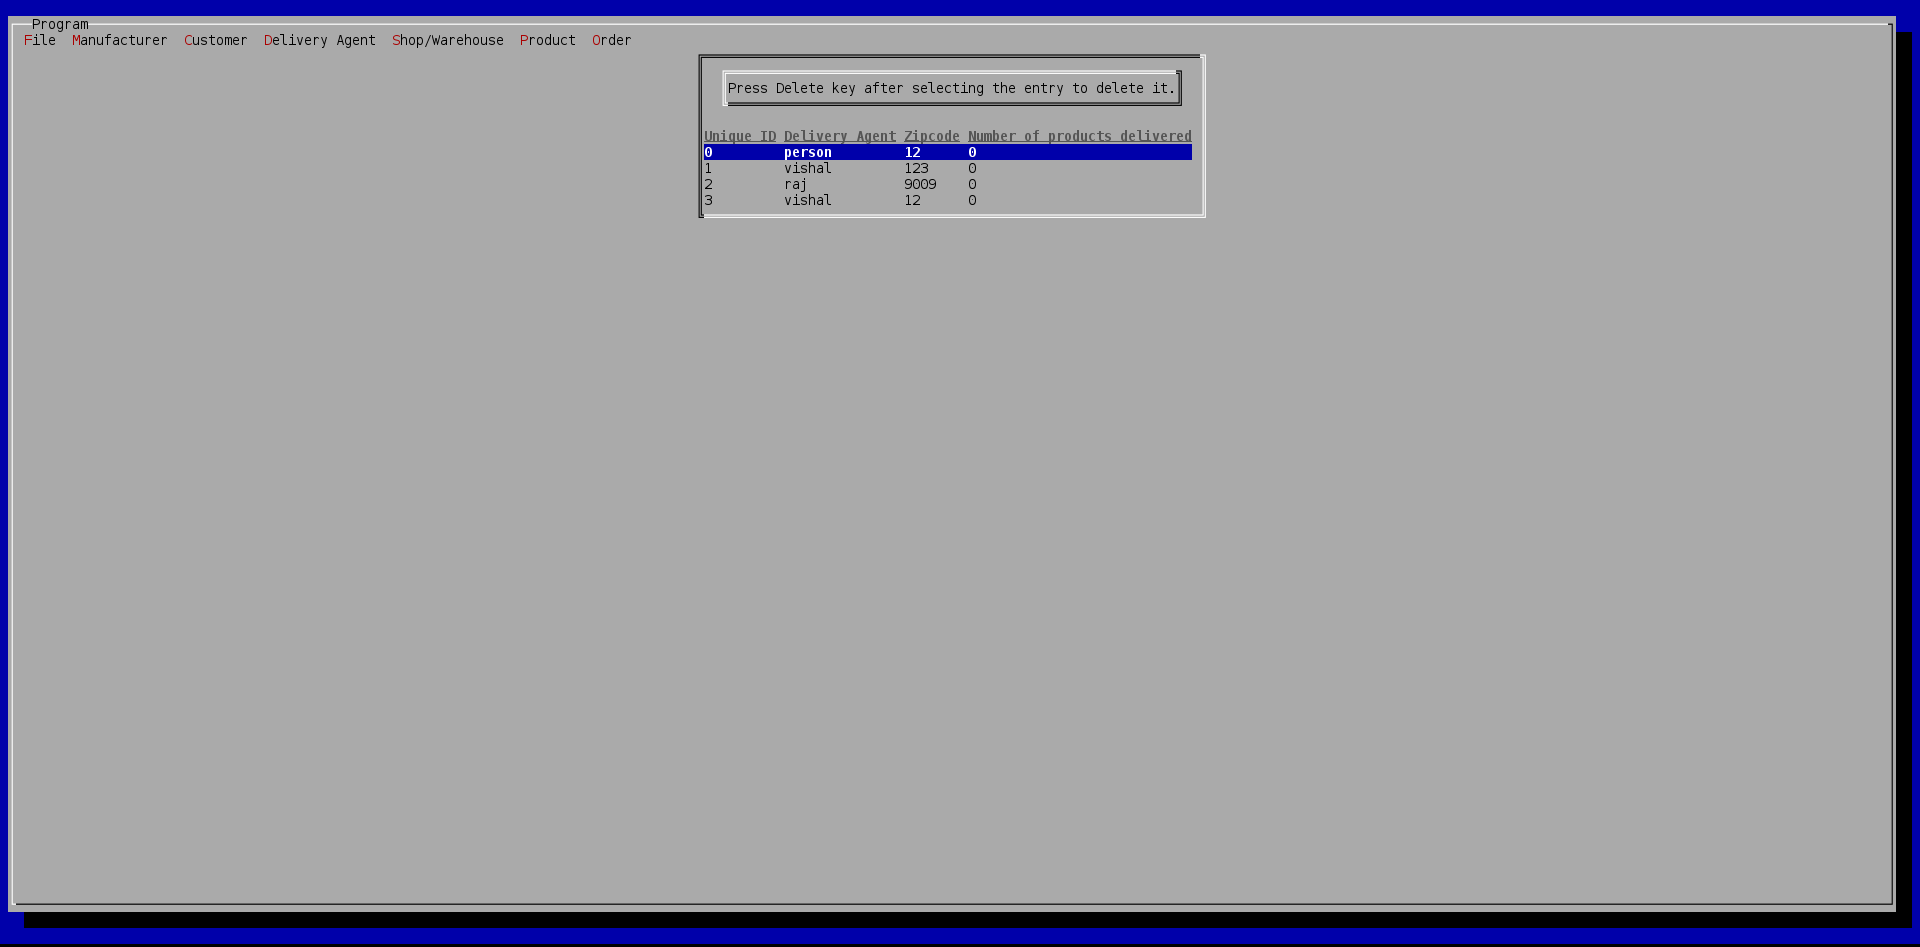 Program
File Manufacturer Customer Delivery Agent Shop/Warehouse Product Order
Press Delete key after selecting the entry to delete it.
Unique ID Delivery Agent Zipcode Number of products delivered
0 person 12 0
1 vishal 123 0
2 raj 9009 0
3 vishal 12 0